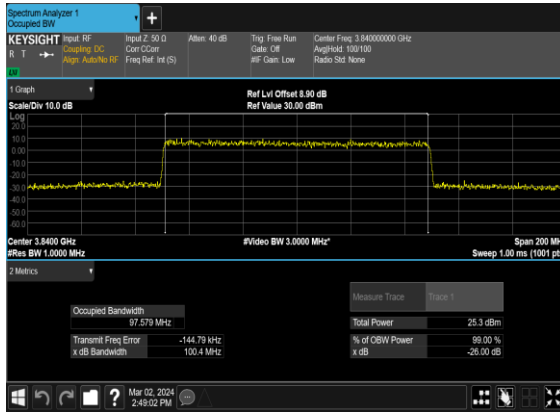 Spectrum Analyzer 1
Occupied BW
+
KEYSIGHT
R T
LVI
Input: RF
Coupling: DC
Align: Auto/No RF
Input Z: 50 Ω
Corr CCorr
Freq Ref: Int (S)
Atten: 40 dB
Trig: Free Run
Gate: Off
#IF Gain: Low
Center Freq: 3.840000000 GHz
Avg|Hold: 100/100
Radio Std: None
1 Graph
Scale/Div 10.0 dB
Ref Lvl Offset 8.90 dB
Ref Value 30.00 dBm
Log
20.0
10.0
0.00
-10.0
-20.0
-30.0
-40.0
-50.0
-60.0
Center 3.8400 GHz
#Res BW 1.0000 MHz
#Video BW 3.0000 MHz*
Span 200 MH
Sweep 1.00 ms (1001 pts
2 Metrics
Measure Trace
Trace 1
Occupied Bandwidth
97.579 MHz
Total Power
25.3 dBm
Transmit Freq Error
-144.79 kHz
% of OBW Power
99.00 %
x dB Bandwidth
100.4 MHz
x dB
-26.00 dB
?
Mar 02, 2024
2:49:02 PM